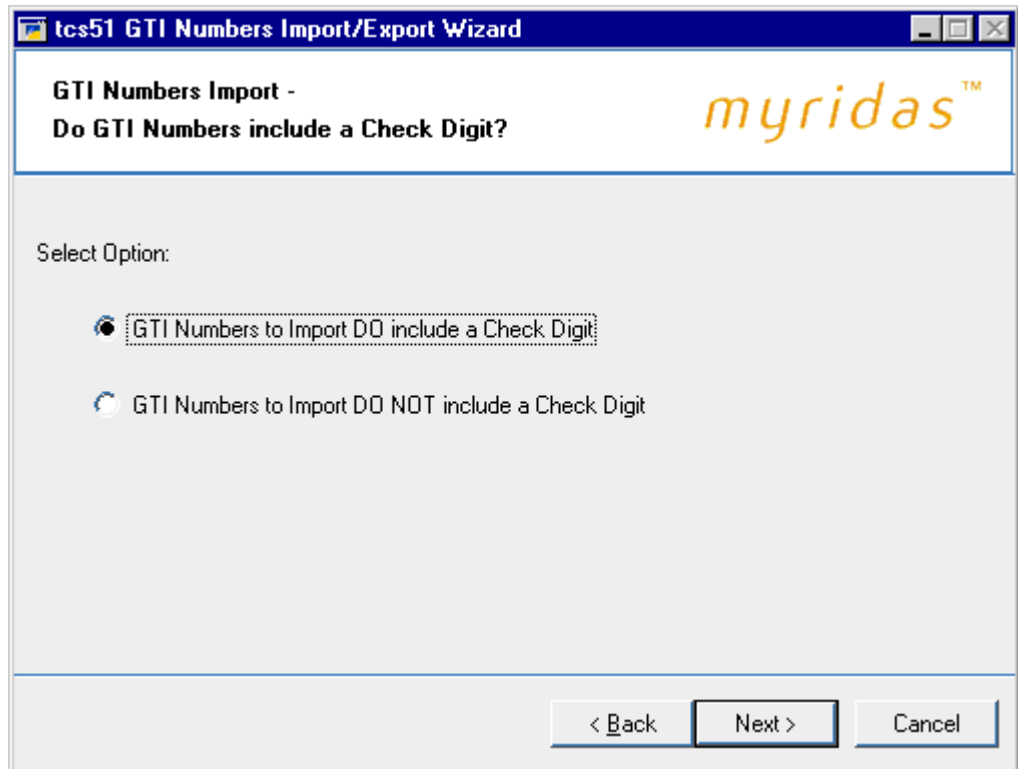 tcs51 GTI Numbers Import/Export Wizard
GTI Numbers Import -
Do GTI Numbers include a Check Digit?
myridas™
Select Option:
GTI Numbers to Import DO include a Check Digit
GTI Numbers to Import DO NOT include a Check Digit
< Back Next > Cancel